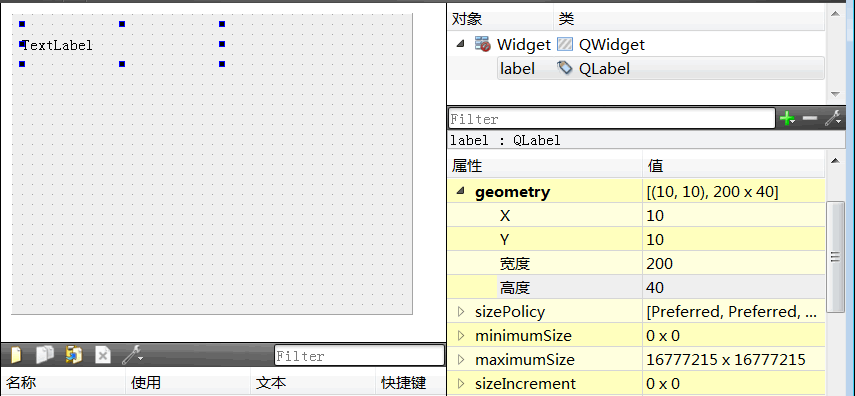 TextLabel
Filter
名称 使用 文本 快捷键
对象 类
Widget QWidget
label QLabel
Filter
label : QLabel
属性 值
geometry [(10, 10), 200 x 40]
X 10
Y 10
宽度 200
高度 40
sizePolicy [Preferred, Preferred, ...
minimumSize 0 x 0
maximumSize 16777215 x 16777215
sizeIncrement 0 x 0